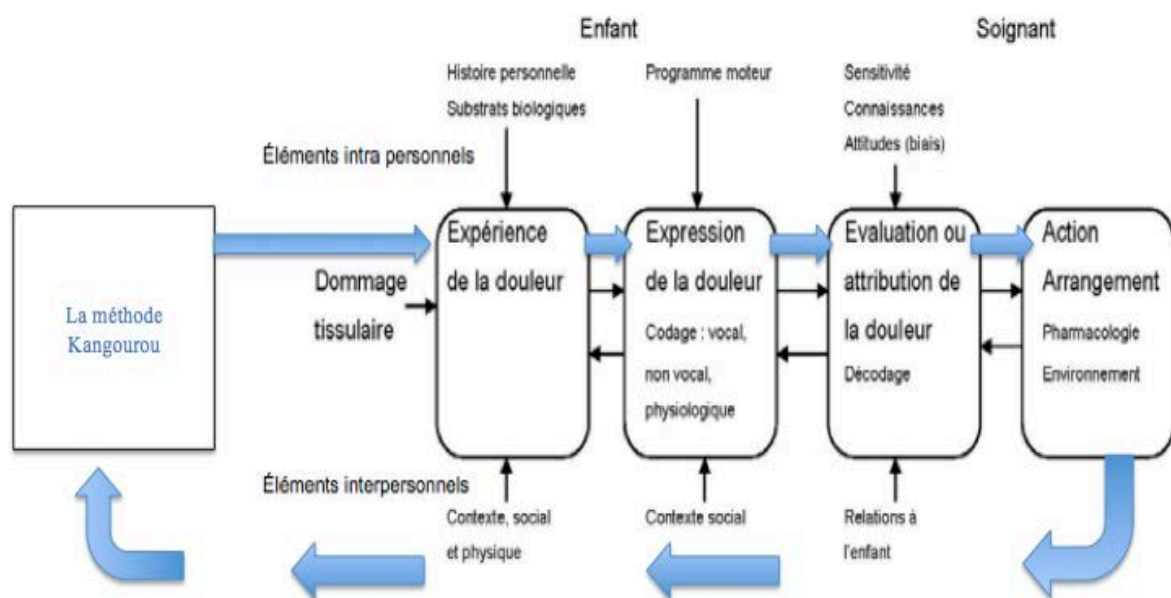 Enfant
Soignant
Histoire personnelle
Substrats biologiques
Programme moteur
Sensitivité
Connaissances
Attitudes (biais)
Éléments intra personnels
La méthode
Kangourou
Dommage
tissulaire
Expérience
de la douleur
Expression
de la douleur
Codage : vocal,
non vocal,
physiologique
Evaluation ou
attribution de
la douleur
Décodage
Action
Arrangement
Pharmacologie
Environnement
Éléments interpersonnels
Contexte, social
et physique
Contexte social
Relations à
l'enfant